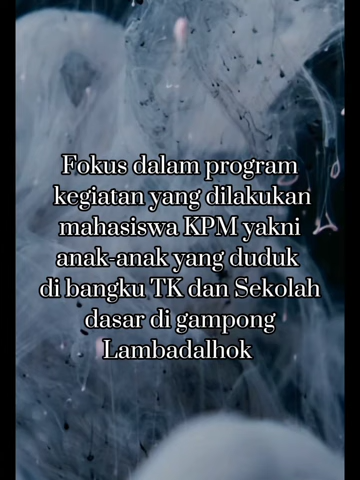 Fokus dalam program
kegiatan yang dilakukan
mahasiswa KPM yakni
anak-anak yang duduk
di bangku TK dan Sekolah
dasar di gampong
Lambadalhok